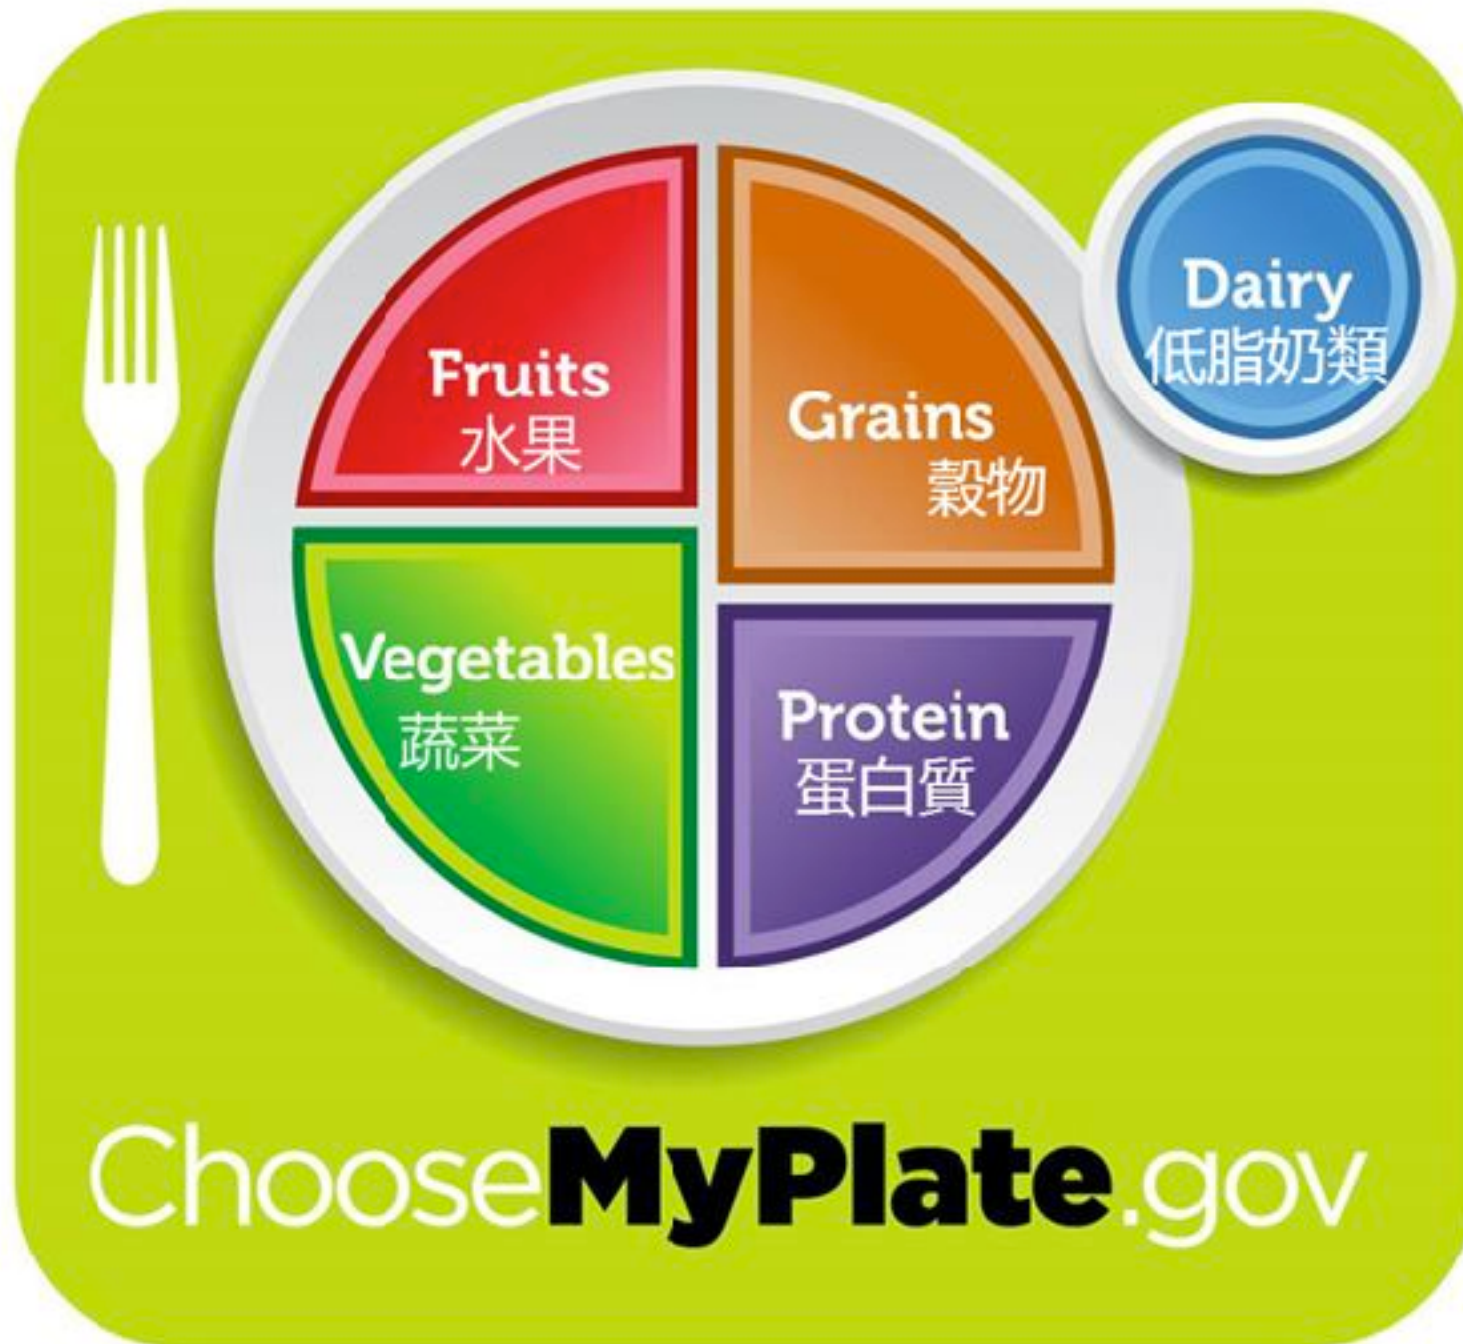 Fruits
水果
Grains
穀物
Dairy
低脂奶類
Vegetables
蔬菜
Protein
蛋白質
ChooseMyPlate.gov